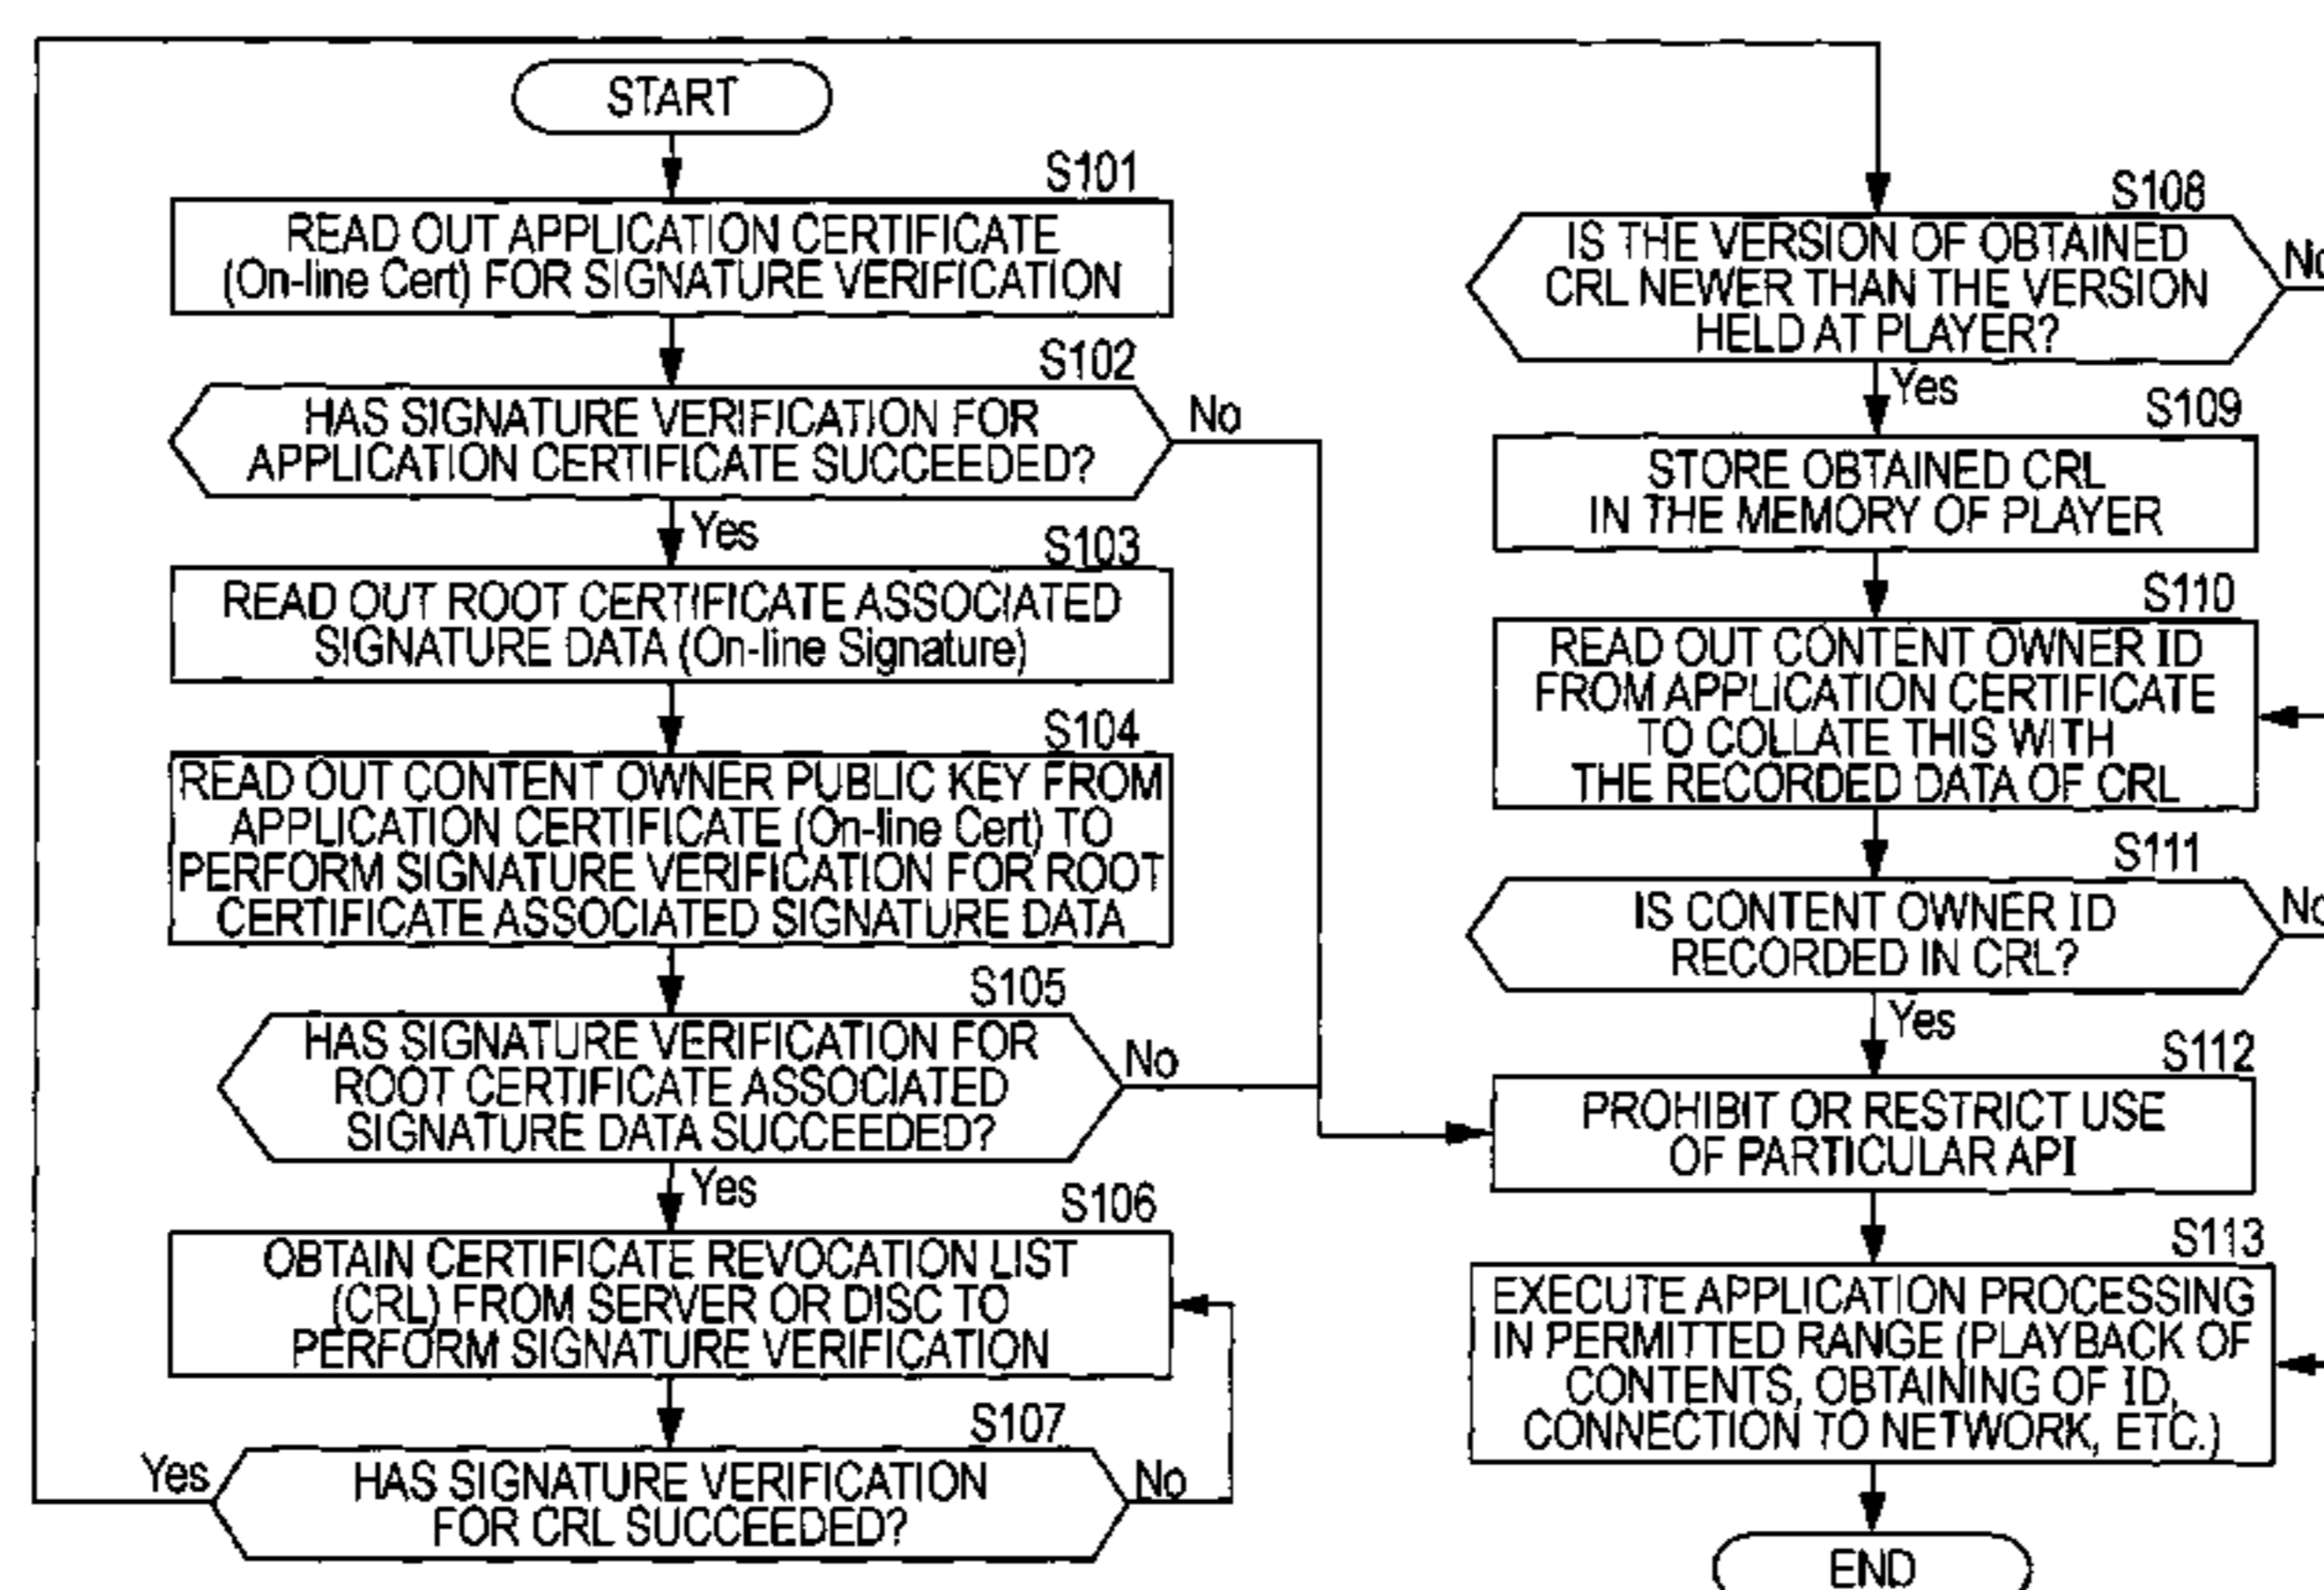 START
S101
READ OUT APPLICATION CERTIFICATE
(On-line Cert) FOR SIGNATURE VERIFICATION
S102
HAS SIGNATURE VERIFICATION FOR
APPLICATION CERTIFICATE SUCCEEDED?
No
Yes
S103
READ OUT ROOT CERTIFICATE ASSOCIATED
SIGNATURE DATA (On-line Signature)
S104
READ OUT CONTENT OWNER PUBLIC KEY FROM
APPLICATION CERTIFICATE (On-line Cert) TO
PERFORM SIGNATURE VERIFICATION FOR ROOT
CERTIFICATE ASSOCIATED SIGNATURE DATA
S105
HAS SIGNATURE VERIFICATION FOR
ROOT CERTIFICATE ASSOCIATED
SIGNATURE DATA SUCCEEDED?
No
Yes
S106
OBTAIN CERTIFICATE REVOCATION LIST
(CRL) FROM SERVER OR DISC TO
PERFORM SIGNATURE VERIFICATION
S107
HAS SIGNATURE VERIFICATION
FOR CRL SUCCEEDED?
Yes
No
S108
IS THE VERSION OF OBTAINED
CRL NEWER THAN THE VERSION
HELD AT PLAYER?
No
Yes
S109
STORE OBTAINED CRL
IN THE MEMORY OF PLAYER
S110
READ OUT CONTENT OWNER ID
FROM APPLICATION CERTIFICATE
TO COLLATE THIS WITH
THE RECORDED DATA OF CRL
S111
IS CONTENT OWNER ID
RECORDED IN CRL?
No
Yes
S112
PROHIBIT OR RESTRICT USE
OF PARTICULAR API
S113
EXECUTE APPLICATION PROCESSING
IN PERMITTED RANGE (PLAYBACK OF
CONTENTS, OBTAINING OF ID,
CONNECTION TO NETWORK, ETC.)
END